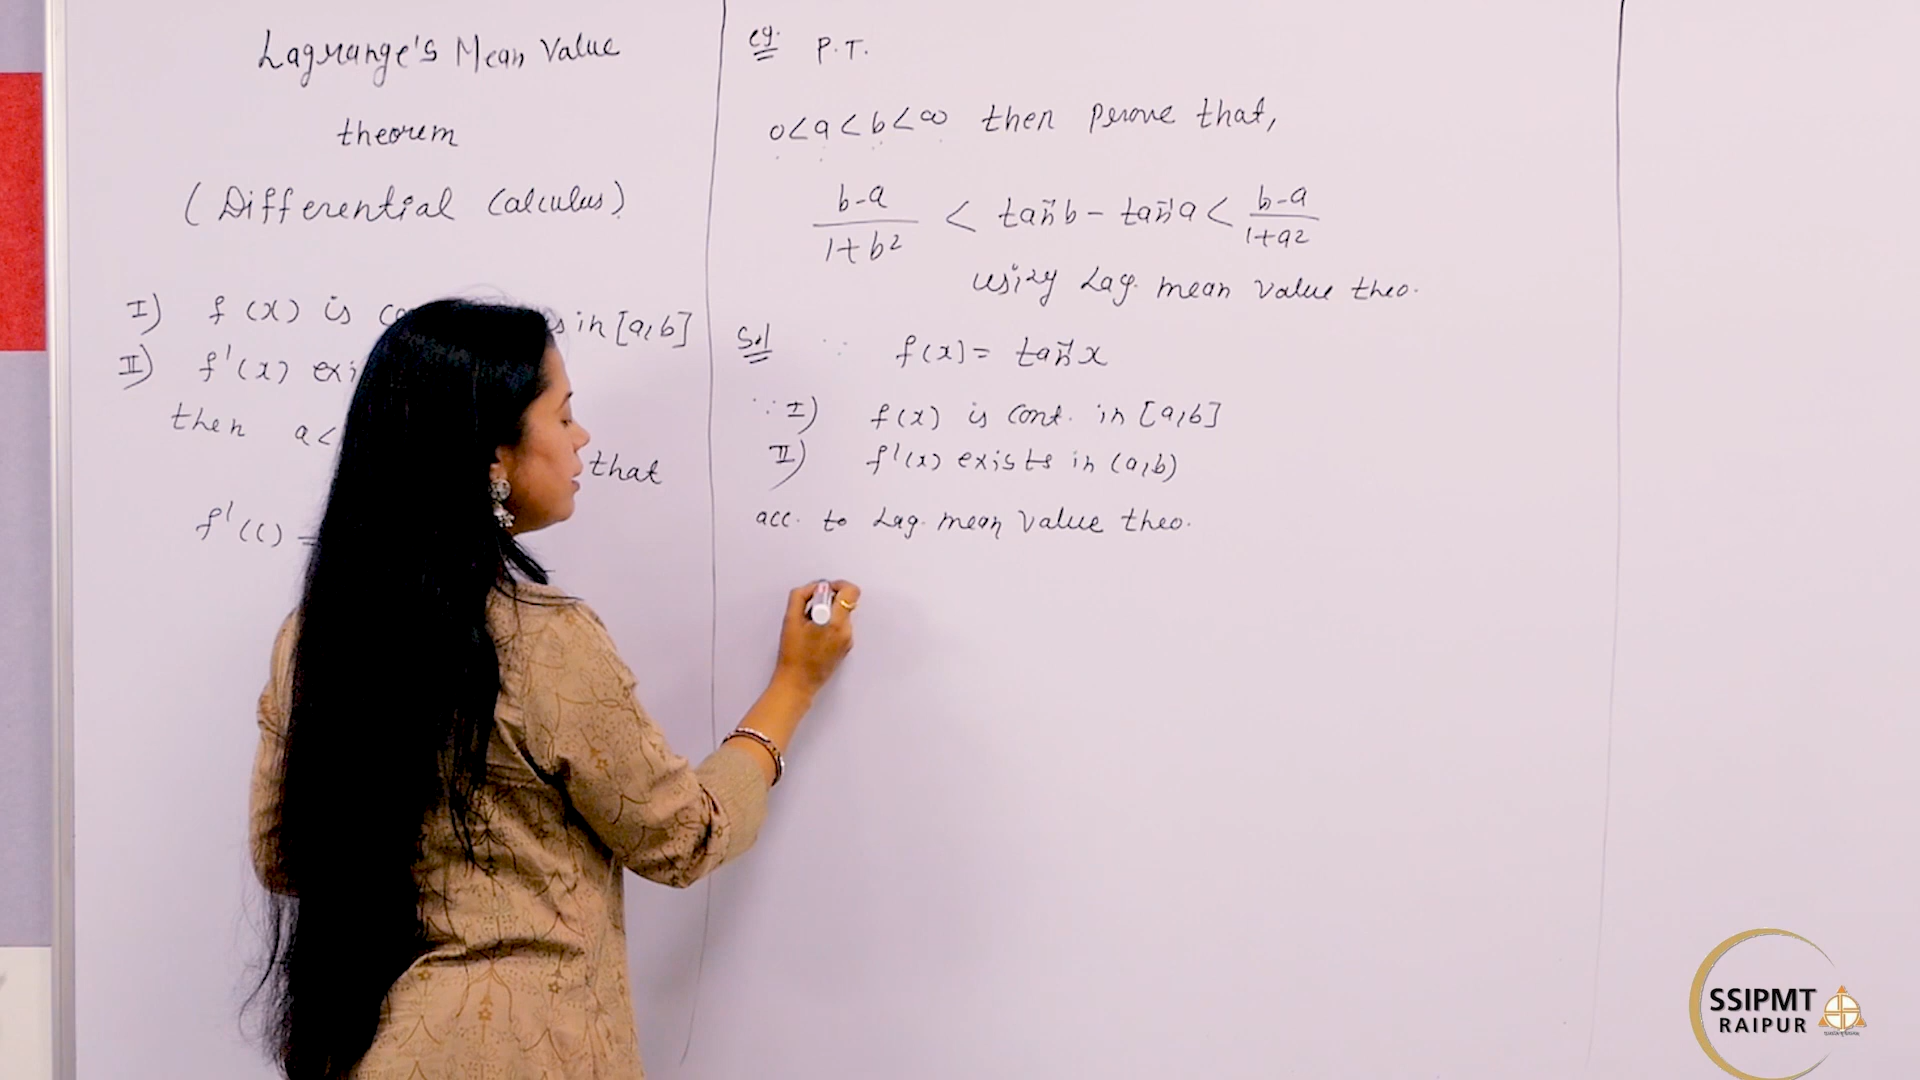 Lagrange's Mean Value
theorem
(Differential Calculus)
I) f(x) is in [a,b]
II) f'(x)
then a< that
f'(c) =
eg. P.T.
0<a<b<∞ then prove that,
b-a/1+b² < tan⁻¹b - tan⁻¹a < b-a/1+a²
using Lag. mean value theo.
Sol ∵ f(x) = tan⁻¹x
∵ I) f(x) is cont. in [a,b]
II) f'(x) exists in (a,b)
acc. to Lag. mean value theo.
SSIPMT
RAIPUR